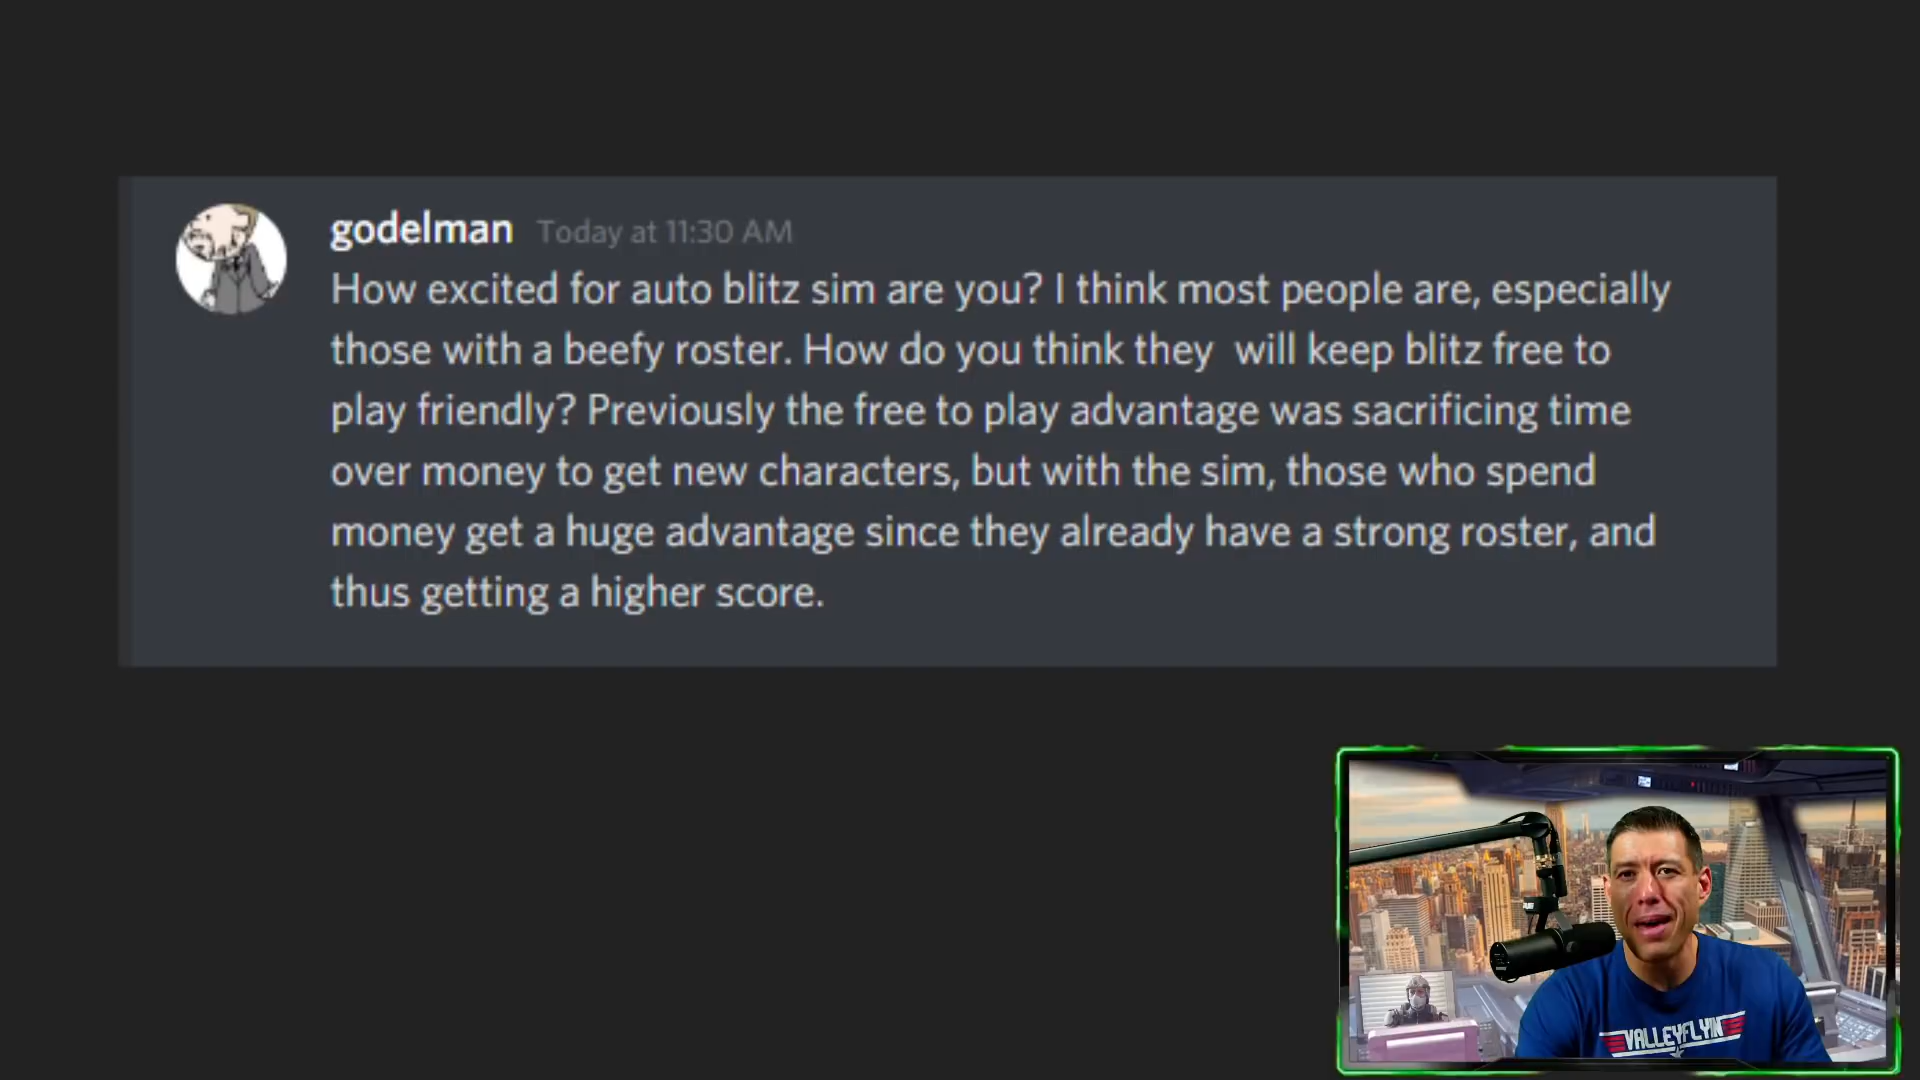 godelman Today at 11:30 AM
How excited for auto blitz sim are you? I think most people are, especially
those with a beefy roster. How do you think they will keep blitz free to
play friendly? Previously the free to play advantage was sacrificing time
over money to get new characters, but with the sim, those who spend
money get a huge advantage since they already have a strong roster, and
thus getting a higher score.
VALLEYFLYIN